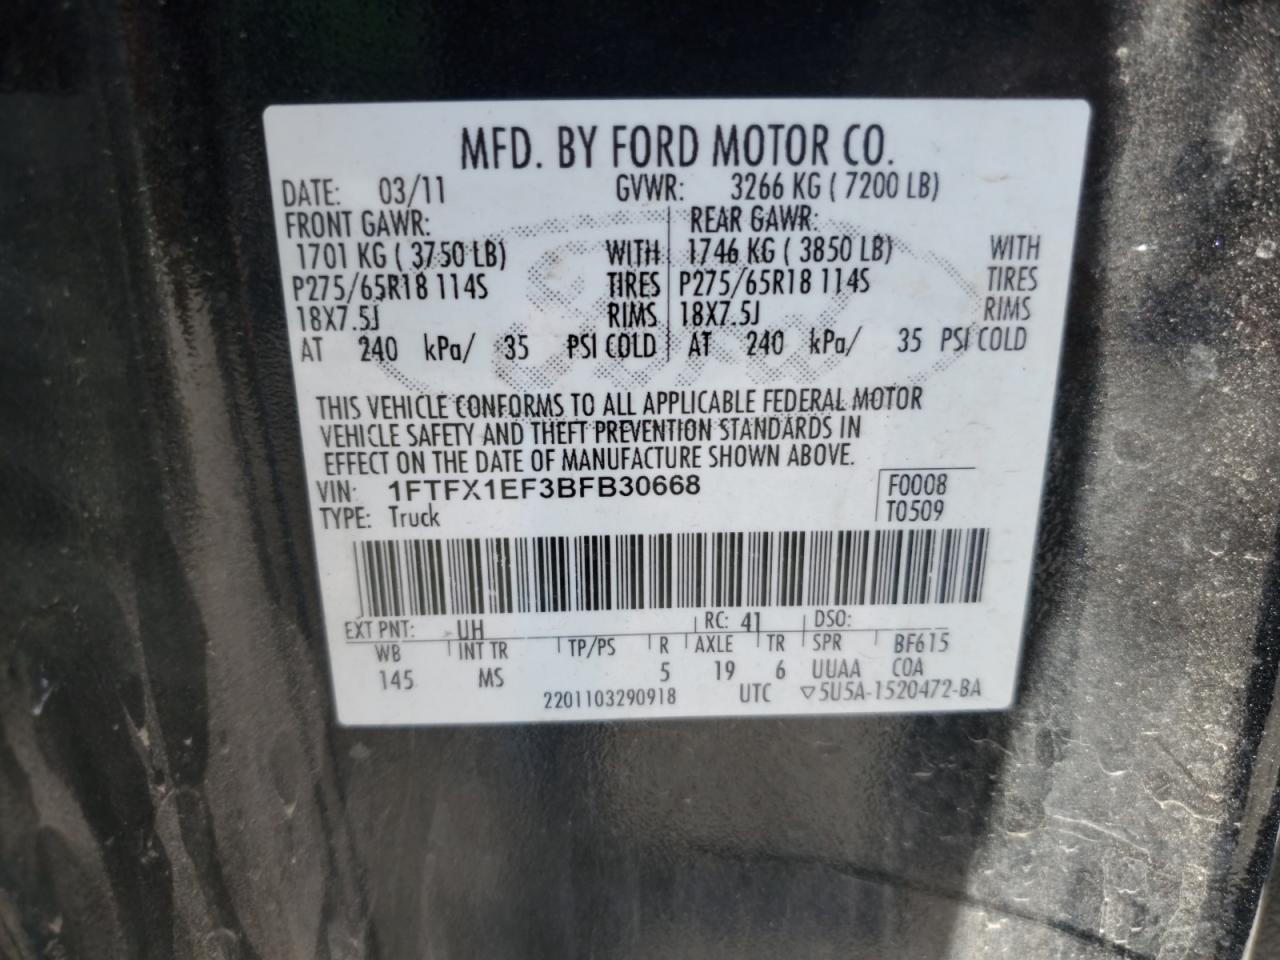 MFD. BY FORD MOTOR CO.
DATE: 03/11 GVWR: 3266 KG ( 7200 LB)
FRONT GAWR: REAR GAWR:
1701 KG ( 3750 LB) WITH 1746 KG ( 3850 LB) WITH
P275/65R18 114S TIRES P275/65R18 114S TIRES
18X7.5J RIMS 18X7.5J RIMS
AT 240 kPa/ 35 PSI COLD AT 240 kPa/ 35 PSI COLD
THIS VEHICLE CONFORMS TO ALL APPLICABLE FEDERAL MOTOR
VEHICLE SAFETY AND THEFT PREVENTION STANDARDS IN
EFFECT ON THE DATE OF MANUFACTURE SHOWN ABOVE.
VIN: 1FTFX1EF3BFB30668 F0008
TYPE: Truck T0509
EXT PNT: UH RC: 41 DSO:
WB INT TR TP/PS R AXLE TR SPR BF615
145 MS 5 19 6 UUAA C0A
2201103290918 UTC ▽5U5A-1520472-BA